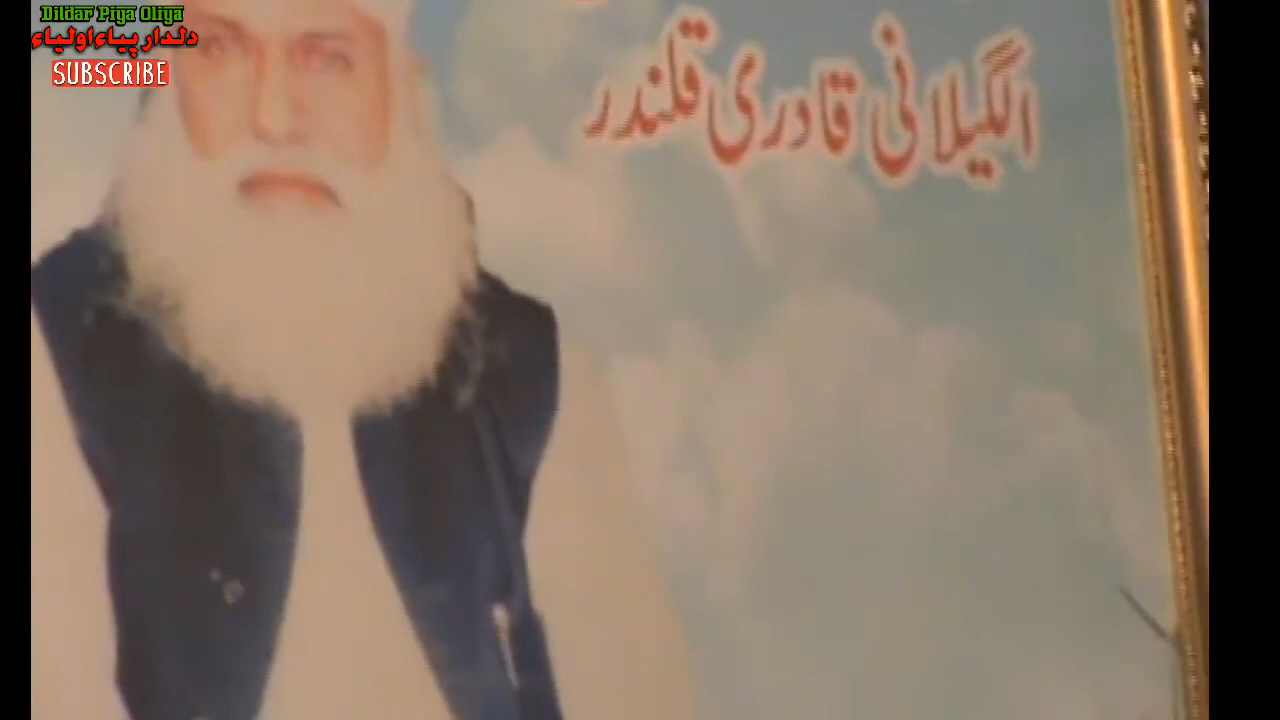 Dildar Piya Oliya
دلدار پیاء اولیاء
SUBSCRIBE
الگیلانی قادری قلندر